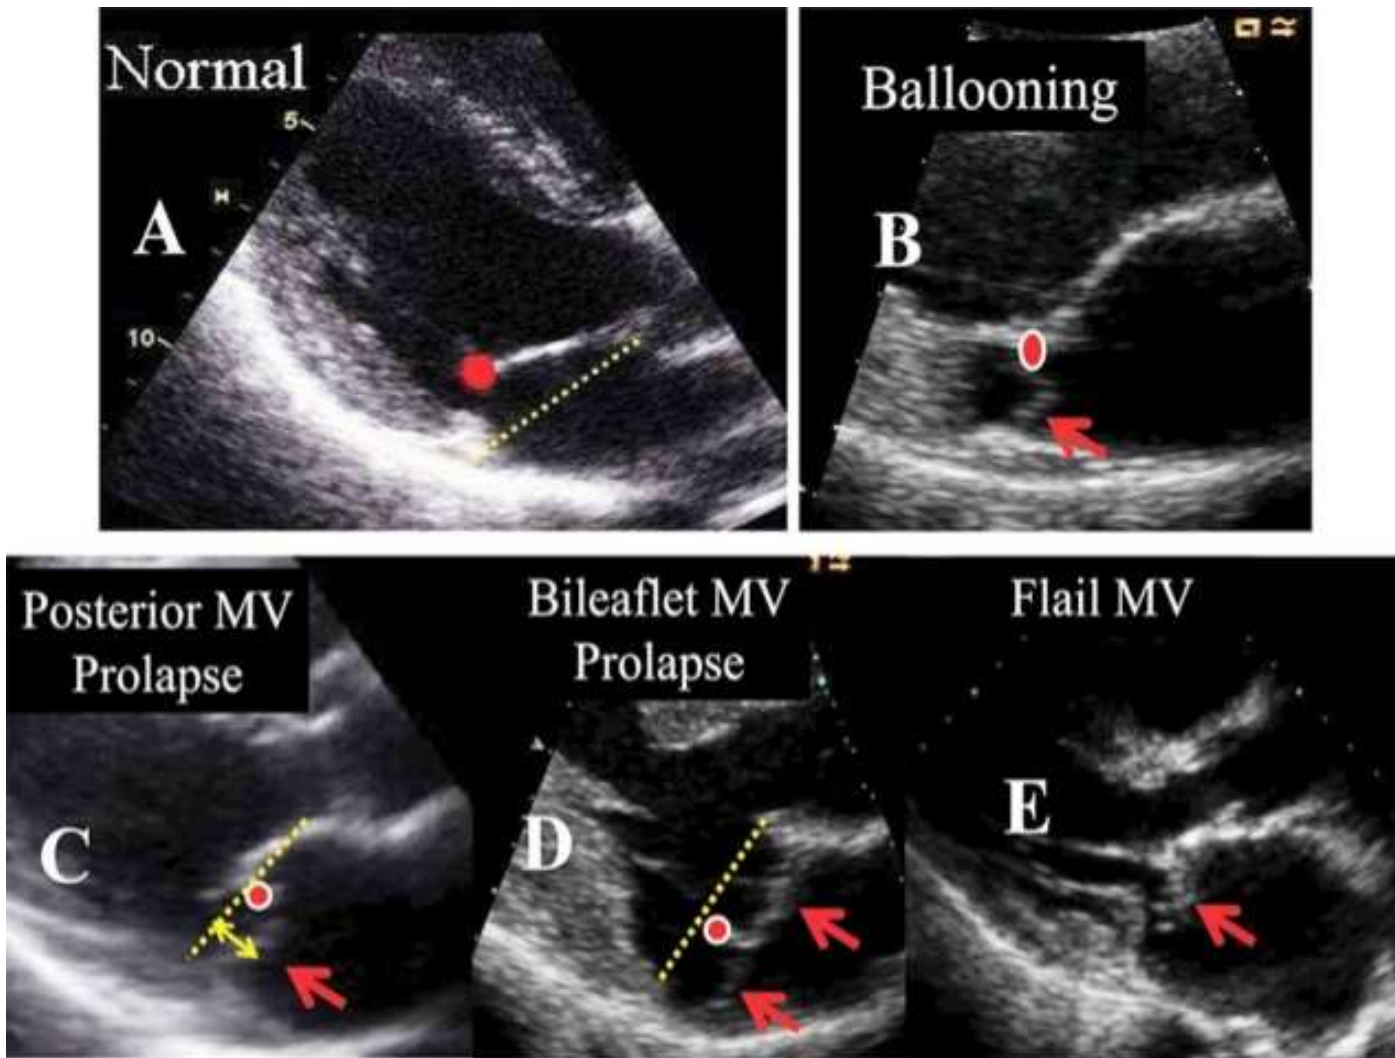 Normal
5
A
10
Ballooning
B
Posterior MV
Prolapse
C
Bileaflet MV
Prolapse
D
Flail MV
E